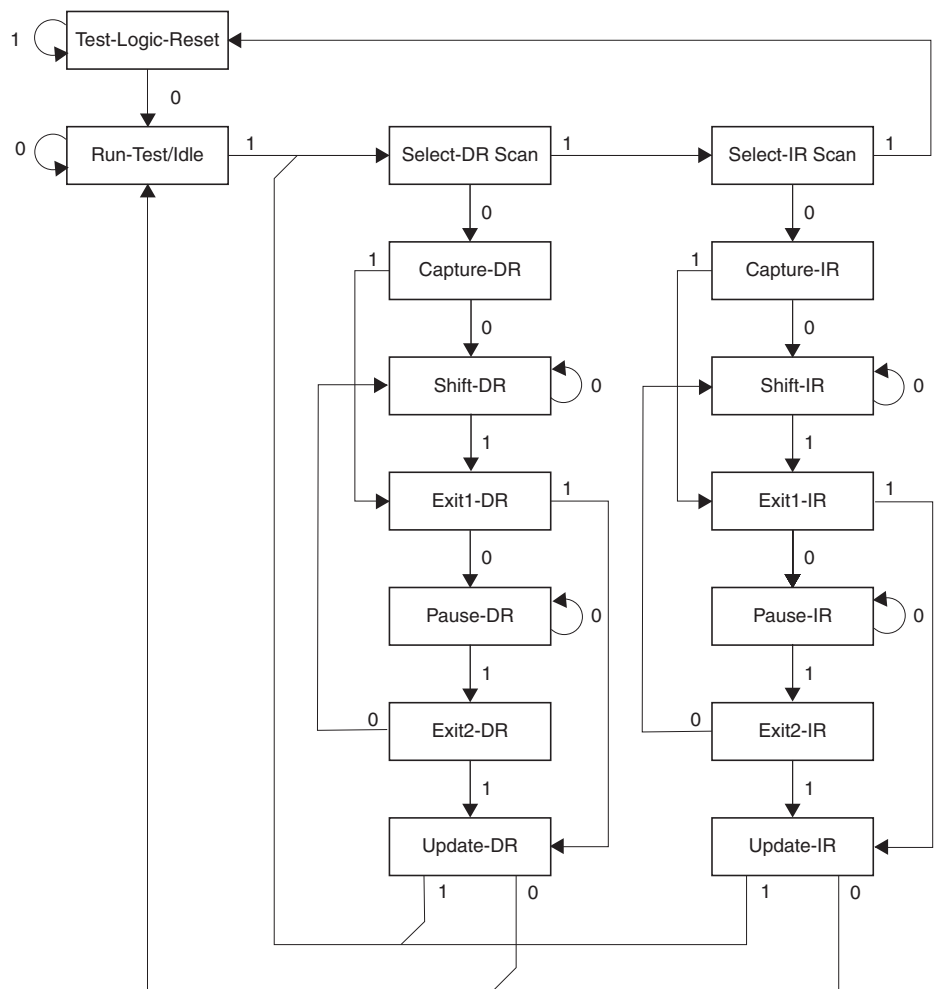 Test-Logic-Reset
1
0
Run-Test/Idle
0
1
Select-DR Scan
1
Select-IR Scan
1
0
0
Capture-DR
1
Capture-IR
1
0
0
Shift-DR
0
Shift-IR
0
1
1
Exit1-DR
1
Exit1-IR
1
0
0
Pause-DR
0
Pause-IR
0
1
1
0
Exit2-DR
0
Exit2-IR
1
1
Update-DR
Update-IR
1
0
1
0